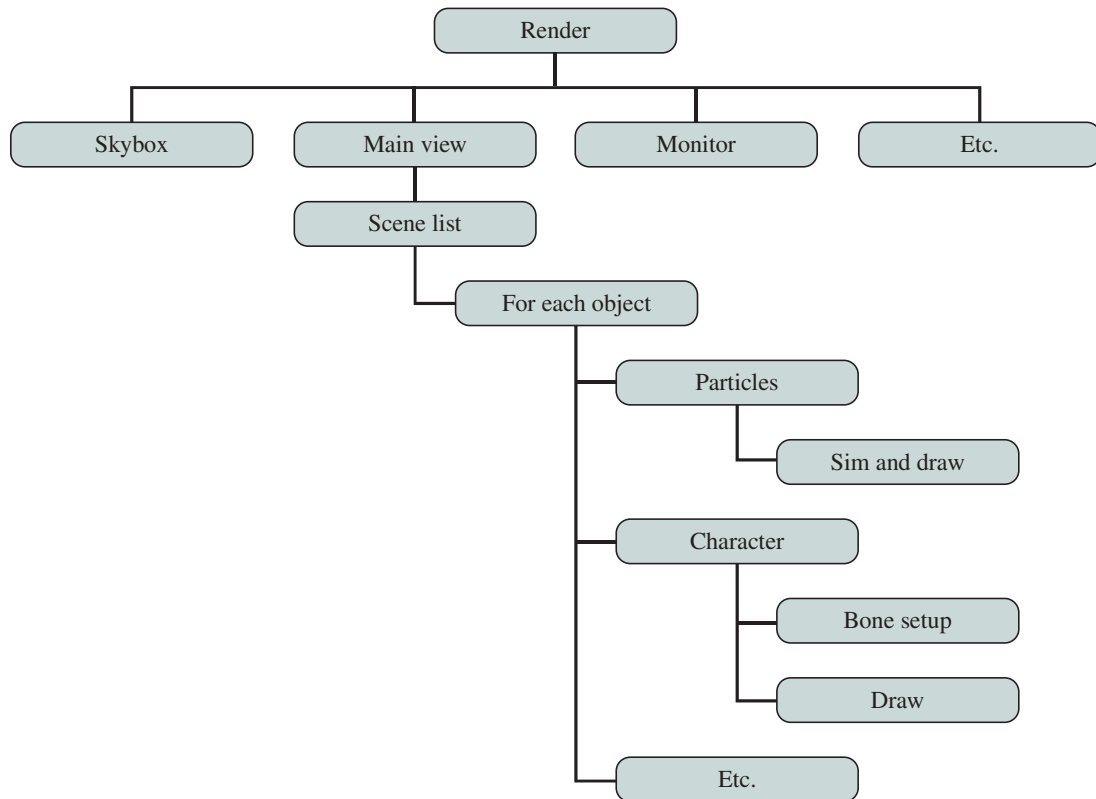 Render
Skybox
Main view
Monitor
Etc.
Scene list
For each object
Particles
Sim and draw
Character
Bone setup
Draw
Etc.